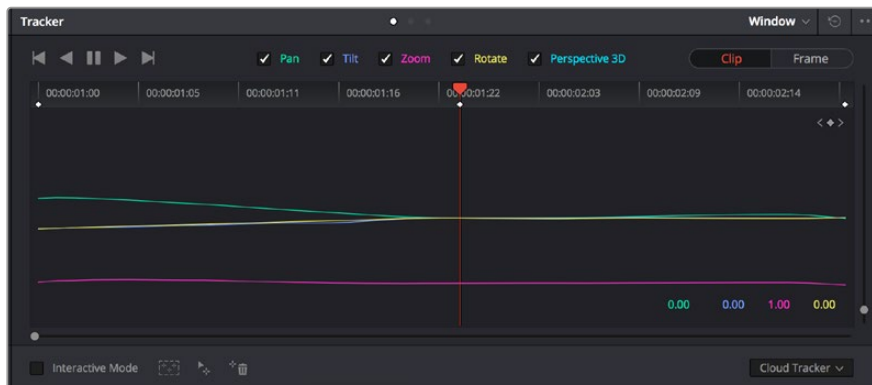 Tracker Window
Pan Tilt Zoom Rotate Perspective 3D Clip Frame
00:00:01:00 00:00:01:05 00:00:01:11 00:00:01:16 00:00:01:22 00:00:02:03 00:00:02:09 00:00:02:14
0.00 0.00 1.00 0.00
Interactive Mode Cloud Tracker